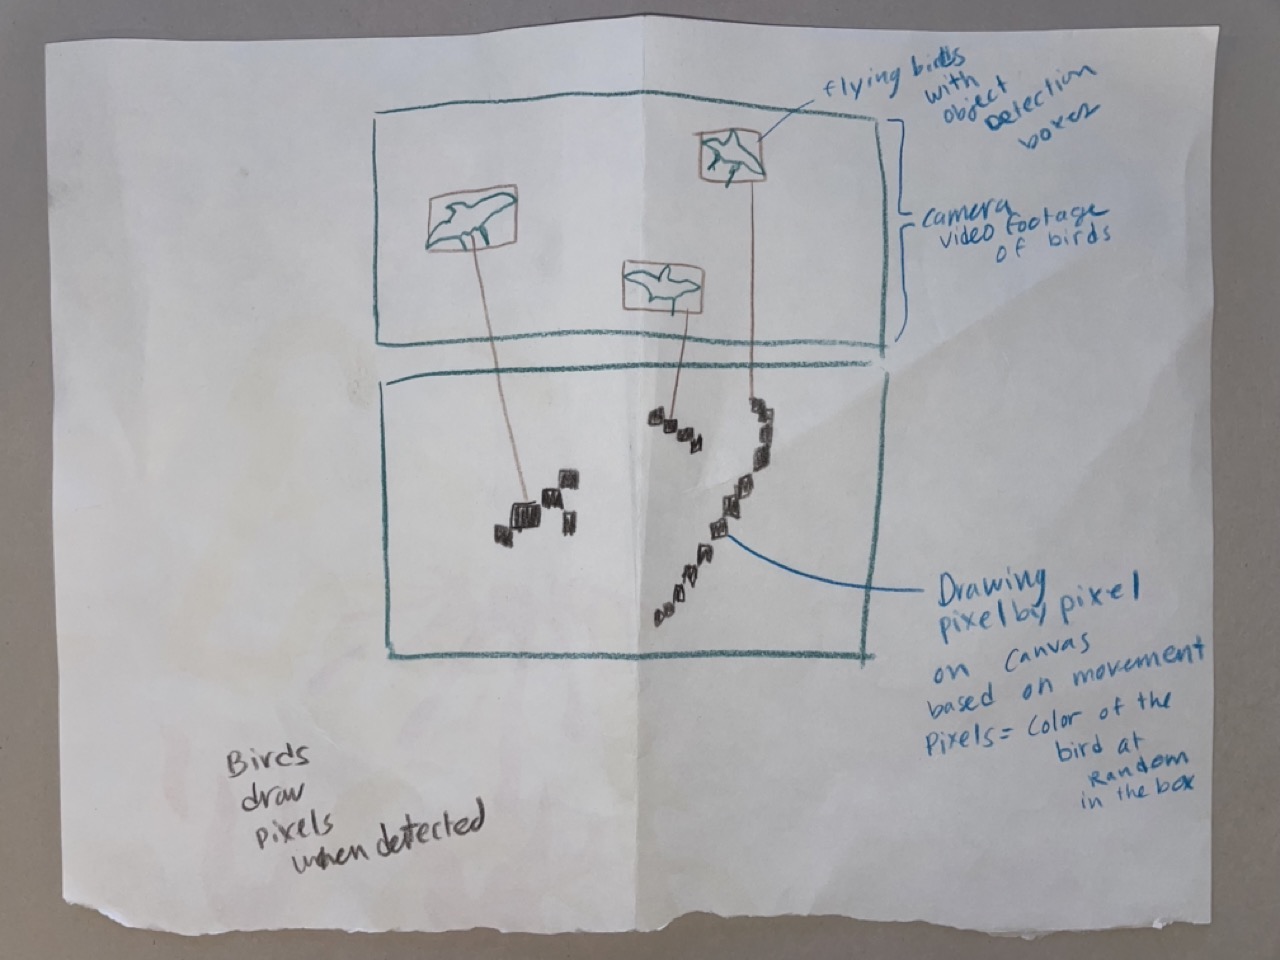 flying birds
with
object
Detection
boxes
camera
video footage
of birds
Drawing
pixel by pixel
on canvas
based on movement
Pixels = color of the
bird at
Random
in the box
Birds
draw
pixels
when detected